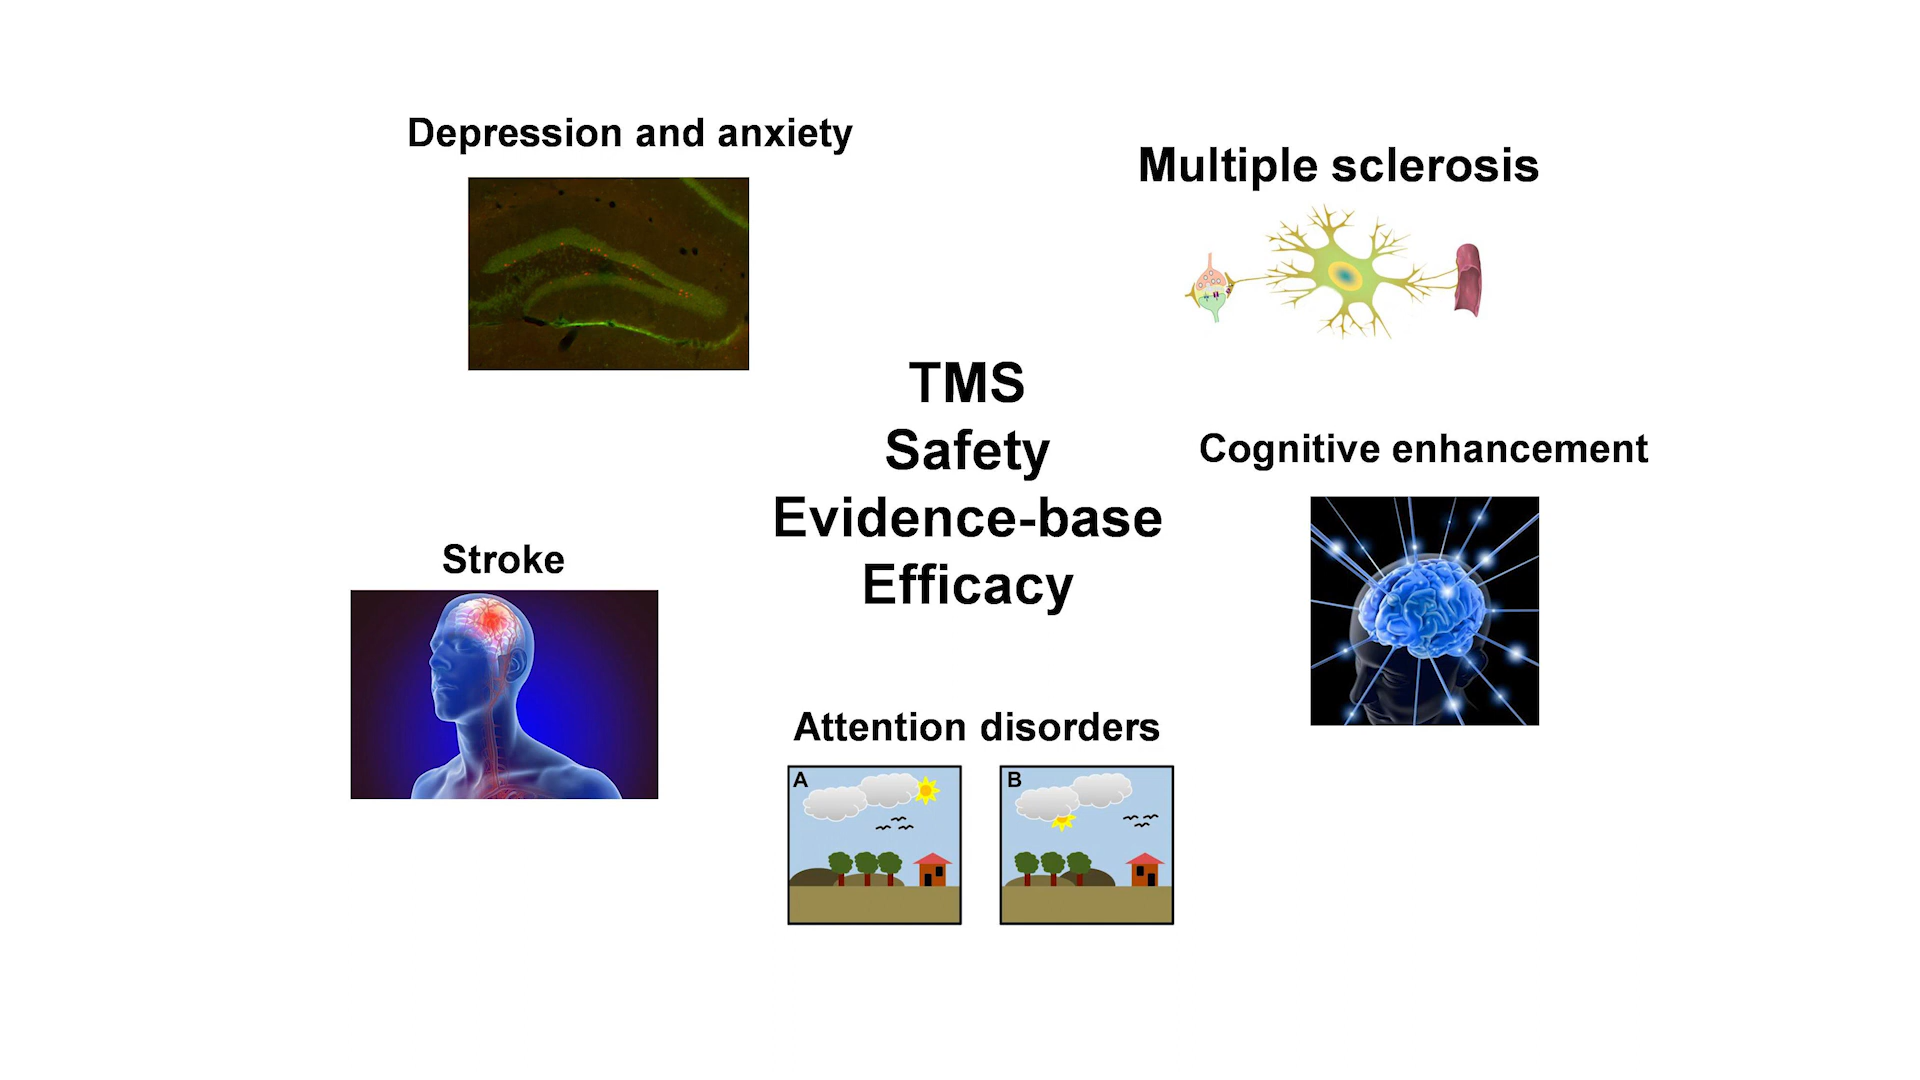 Depression and anxiety
Multiple sclerosis
TMS
Safety
Evidence-base
Efficacy
Cognitive enhancement
Stroke
Attention disorders
A
B